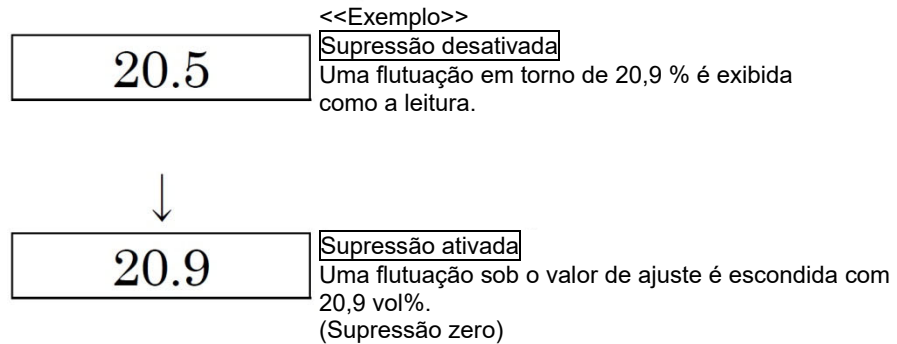 <<Exemplo>>
20.5
Supressão desativada
Uma flutuação em torno de 20,9 % é exibida
como a leitura.
↓
20.9
Supressão ativada
Uma flutuação sob o valor de ajuste é escondida com
20,9 vol%.
(Supressão zero)